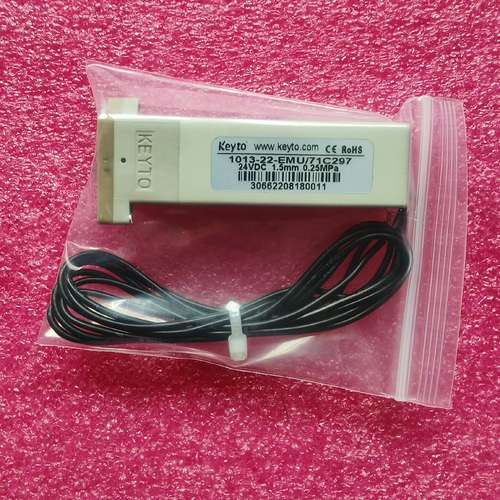 KEYTO
Keyto www.keyto.com CE RoHS
1013-22-EMU/71C297
24VDC 1.5mm 0.25MPa
30662208180011